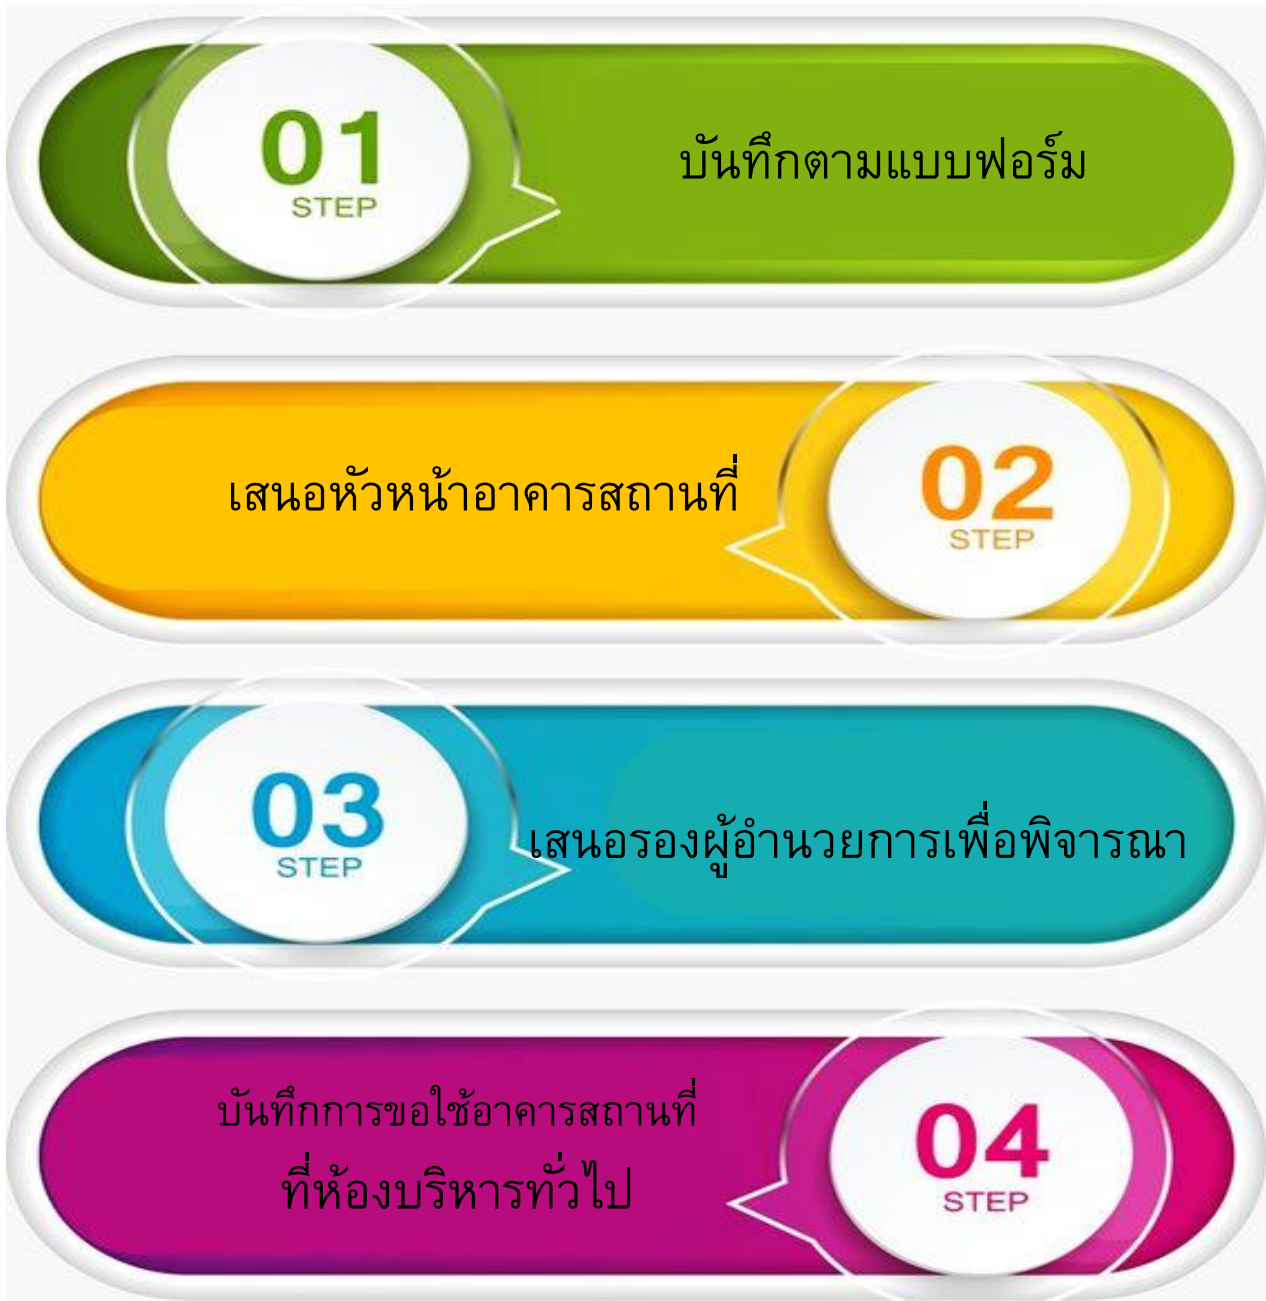 01
STEP
บันทึกตามแบบฟอร์ม
เสนอหัวหน้าอาคารสถานที่
02
STEP
03
STEP
เสนอรองผู้อำนวยการเพื่อพิจารณา
บันทึกการขอใช้อาคารสถานที่
ที่ห้องบริหารทั่วไป
04
STEP